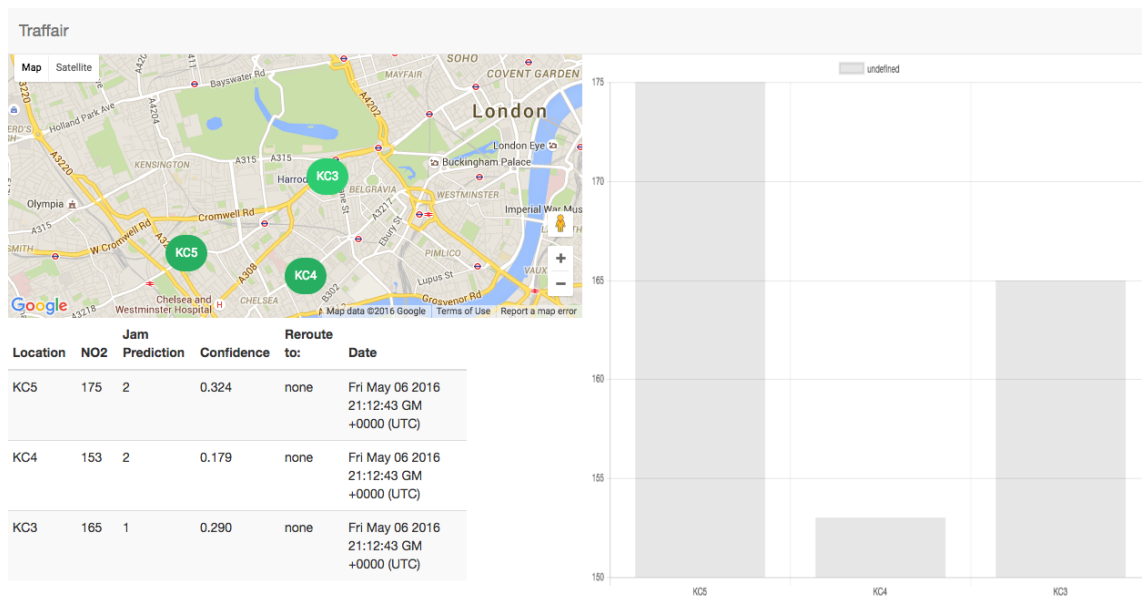 Traffair
Map Satellite
SOHO
MAYFAIR
COVENT GARDEN
Bayswater Rd
A4204
A4202
A3220
Holland Park Ave
London
London Eye
Buckingham Palace
KENSINGTON
A315 A315
Harrod
KC3
BELGRAVIA
WESTMINSTER
Olympia
A3220
A315
Cromwell Rd
W Cromwell Rd
A3217
Ebury St
Imperial War Mus
KC5
KC4
A308
PIMLICO
Lupus St
VAUX
B302
Grosvenor Rd
Chelsea and
Westminster Hospital
CHELSEA
A3218
Google
Map data ©2016 Google Terms of Use Report a map error
Location NO2 Jam Prediction Confidence Reroute to: Date
KC5 175 2 0.324 none Fri May 06 2016
21:12:43 GM
+0000 (UTC)
KC4 153 2 0.179 none Fri May 06 2016
21:12:43 GM
+0000 (UTC)
KC3 165 1 0.290 none Fri May 06 2016
21:12:43 GM
+0000 (UTC)
undefined
175
170
165
160
155
150
KC5 KC4 KC3